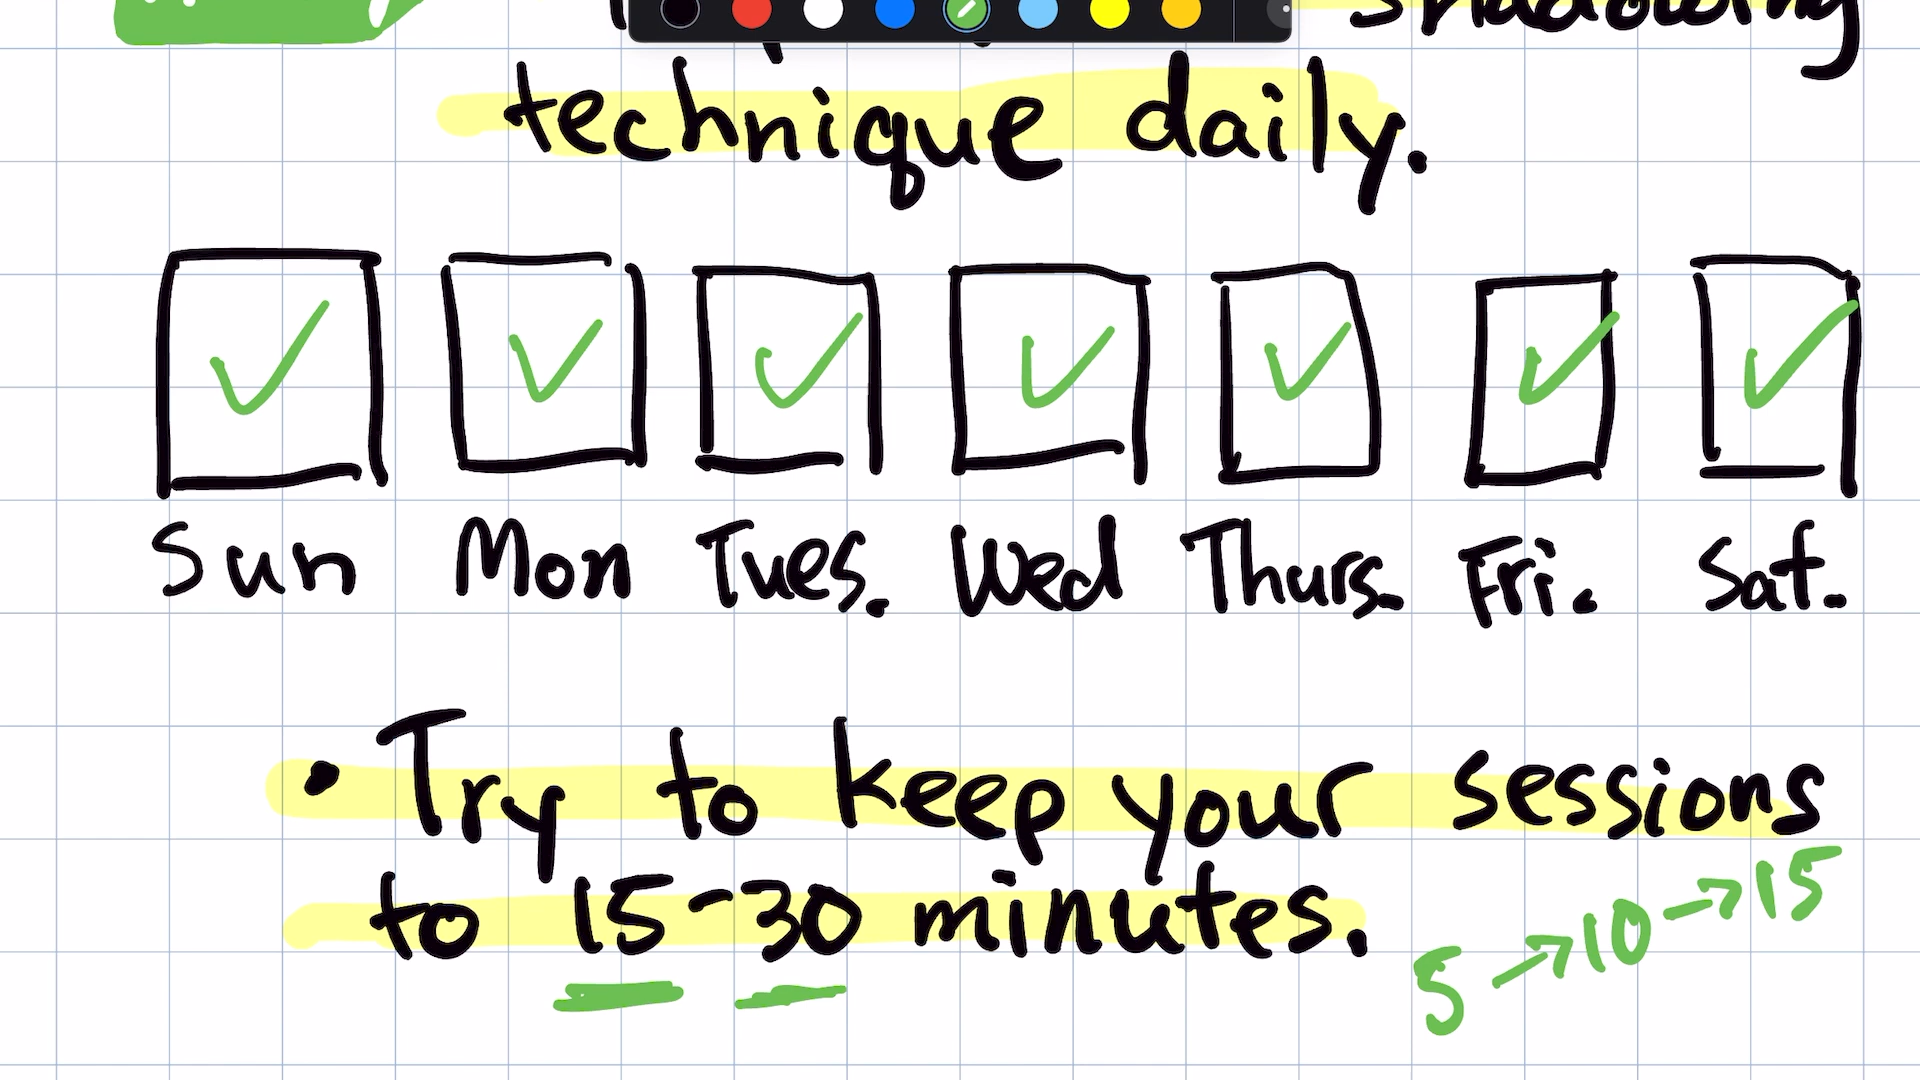 shadowing
technique daily.
Sun Mon Tues. Wed Thurs. Fri. Sat.
• Try to keep your sessions
to 15-30 minutes.
5 → 10 → 15